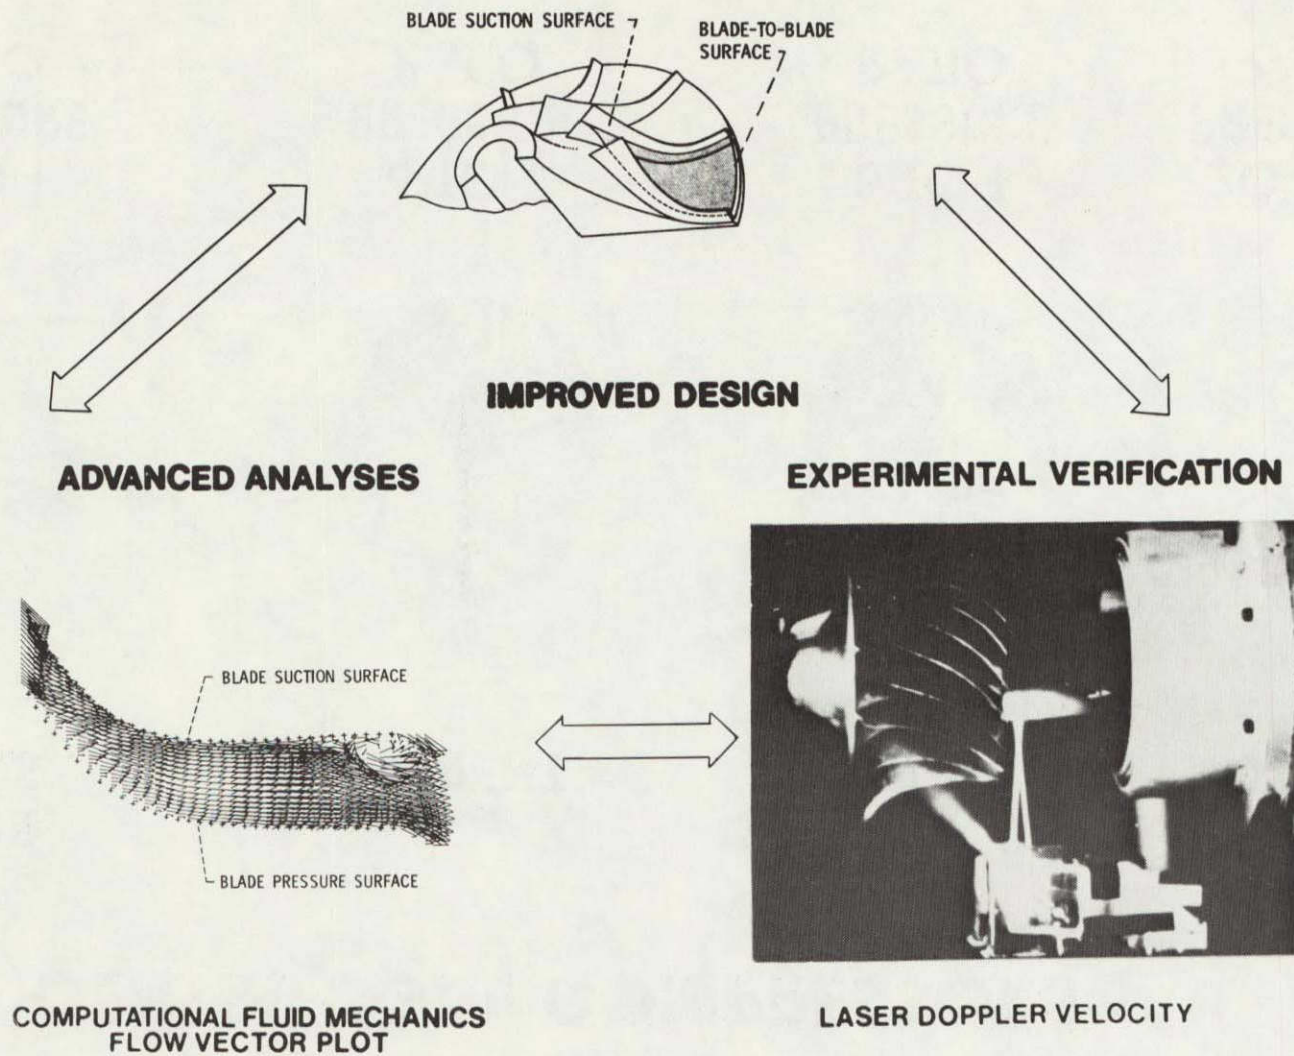 BLADE SUCTION SURFACE
BLADE-TO-BLADE
SURFACE
IMPROVED DESIGN
ADVANCED ANALYSES
EXPERIMENTAL VERIFICATION
BLADE SUCTION SURFACE
BLADE PRESSURE SURFACE
COMPUTATIONAL FLUID MECHANICS
FLOW VECTOR PLOT
LASER DOPPLER VELOCITY